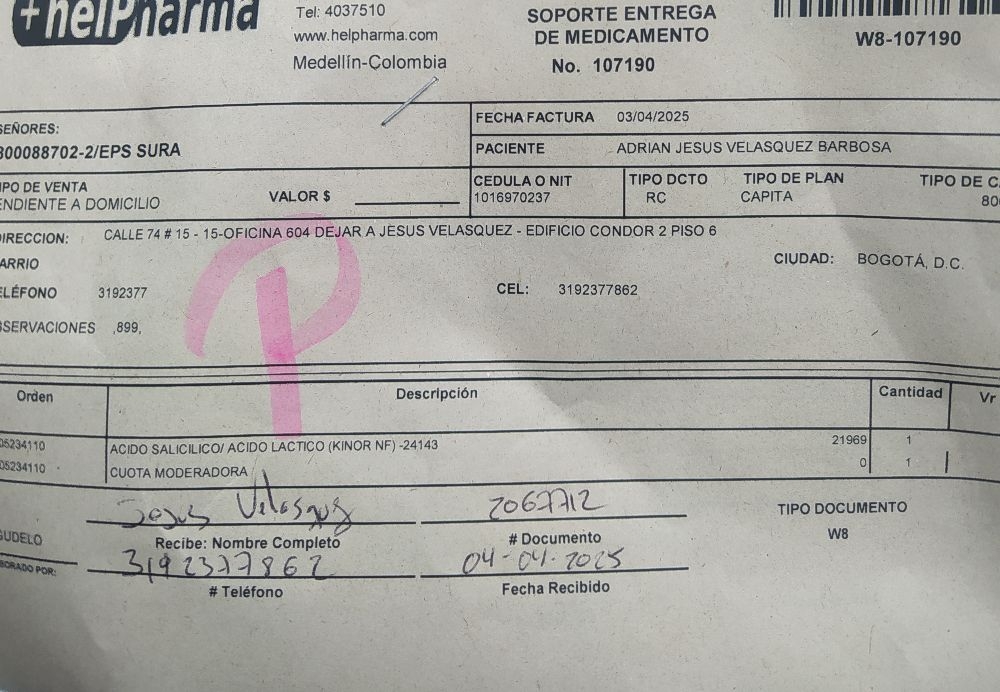 +helPharma
Tel: 4037510
www.helpharma.com
Medellín-Colombia
SOPORTE ENTREGA
DE MEDICAMENTO
No. 107190
W8-107190
SEÑORES:
800088702-2/EPS SURA
FECHA FACTURA 03/04/2025
PACIENTE ADRIAN JESUS VELASQUEZ BARBOSA
IPO DE VENTA
ENDIENTE A DOMICILIO
VALOR $
CEDULA O NIT
1016970237
TIPO DCTO
RC
TIPO DE PLAN
CAPITA
TIPO DE C
80
DIRECCION: CALLE 74 # 15 - 15-OFICINA 604 DEJAR A JESUS VELASQUEZ - EDIFICIO CONDOR 2 PISO 6
ARRIO
CIUDAD: BOGOTÁ, D.C.
ELÉFONO 3192377
CEL: 3192377862
SERVACIONES ,899,
P
Orden Descripción Cantidad Vr
05234110 ACIDO SALICILICO/ ACIDO LACTICO (KINOR NF) -24143 21969 1
05234110 CUOTA MODERADORA 0 1
Jesus Velasquez
2067712
TIPO DOCUMENTO
W8
GUDELO
Recibe: Nombre Completo
# Documento
BORADO POR:
3192377862
04-04-2025
# Teléfono
Fecha Recibido